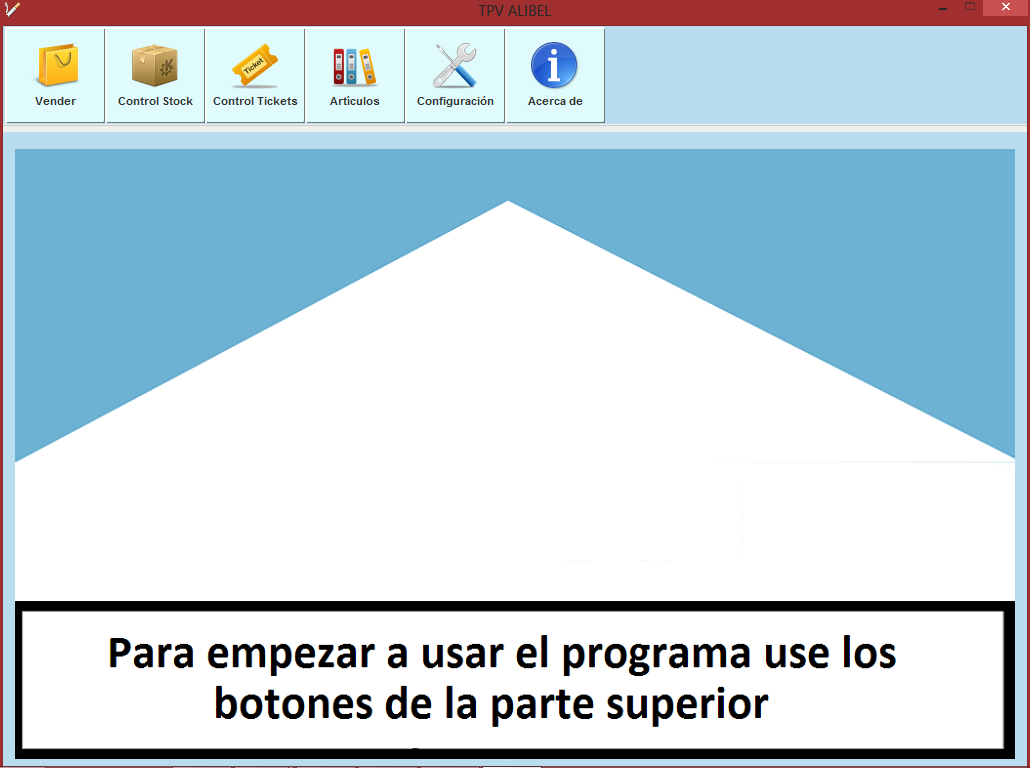 TPV ALIBEL
Vender
Control Stock
Ticket
Control Tickets
Artículos
Configuración
Acerca de
Para empezar a usar el programa use los
botones de la parte superior